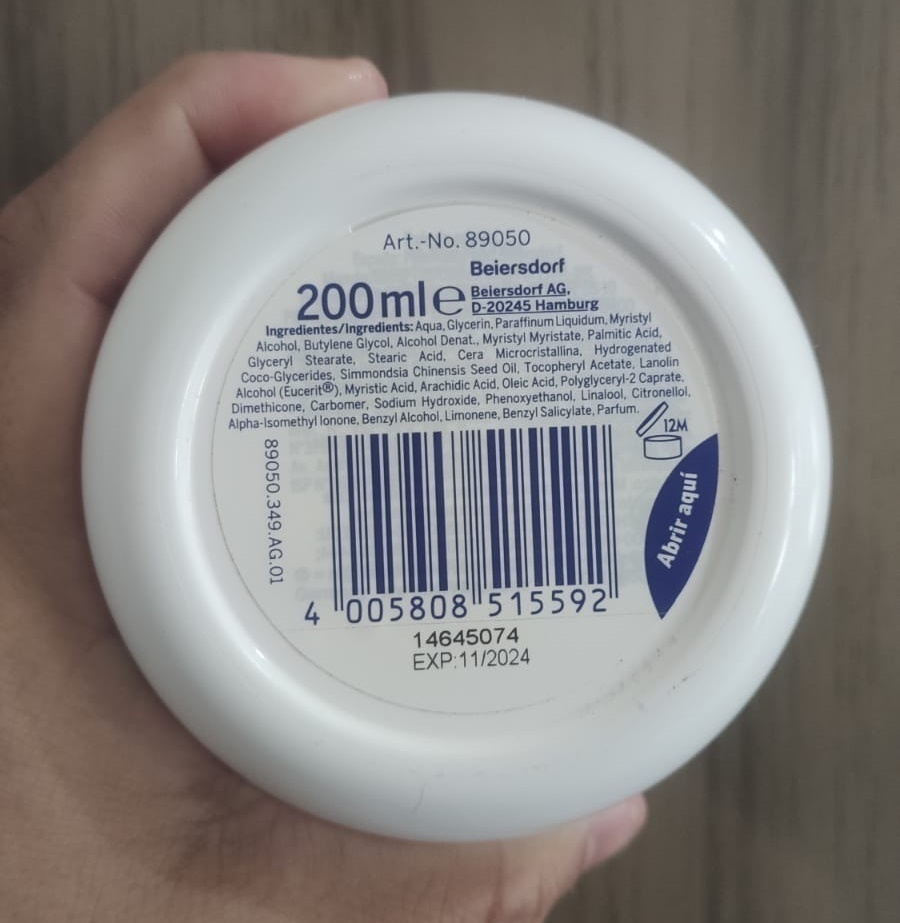 Art.-No. 89050
Beiersdorf
200 ml e Beiersdorf AG,
D-20245 Hamburg
Ingredientes/Ingredients: Aqua, Glycerin, Paraffinum Liquidum, Myristyl
Alcohol, Butylene Glycol, Alcohol Denat., Myristyl Myristate, Palmitic Acid,
Glyceryl Stearate, Stearic Acid, Cera Microcristallina, Hydrogenated
Coco-Glycerides, Simmondsia Chinensis Seed Oil, Tocopheryl Acetate, Lanolin
Alcohol (Eucerit®), Myristic Acid, Arachidic Acid, Oleic Acid, Polyglyceryl-2 Caprate,
Dimethicone, Carbomer, Sodium Hydroxide, Phenoxyethanol, Linalool, Citronellol,
Alpha-Isomethyl Ionone, Benzyl Alcohol, Limonene, Benzyl Salicylate, Parfum.
12M
Abrir aquí
89050.349.AG.01
4 005808 515592
14645074
EXP:11/2024